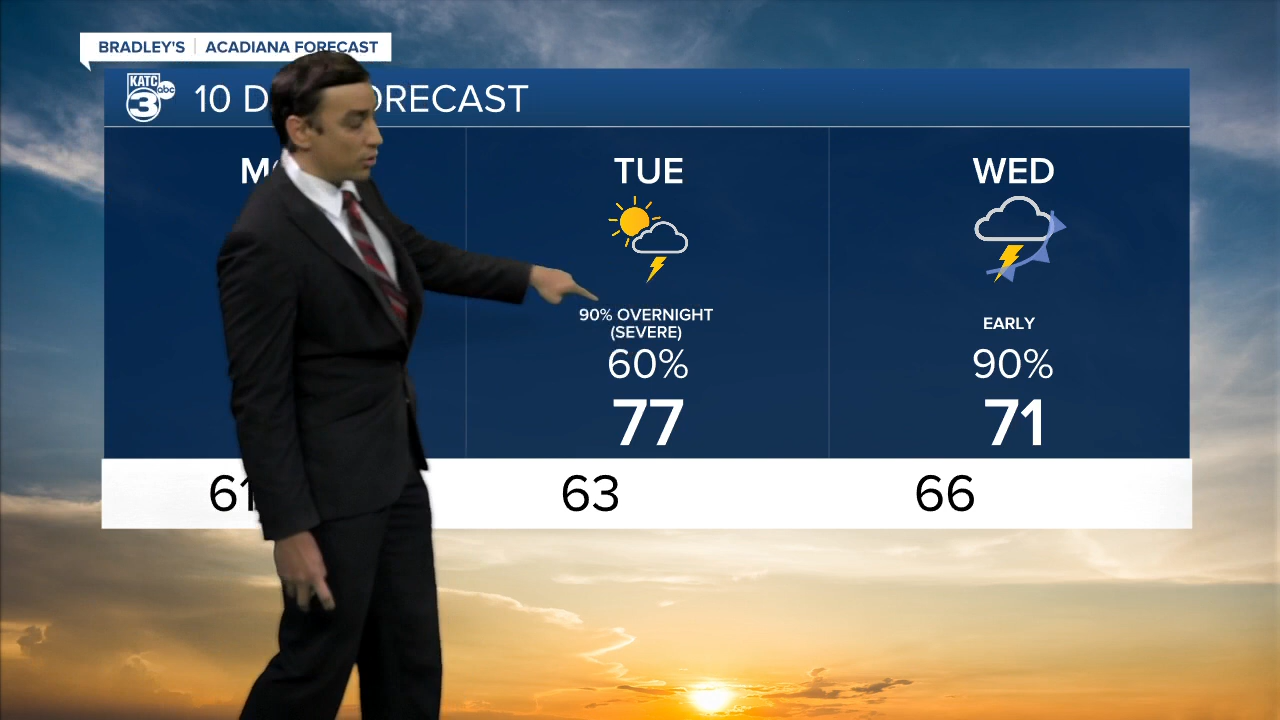 BRADLEY'S | ACADIANA FORECAST
KATC abc
3
10 D ORECAST
M TUE WED
90% OVERNIGHT
(SEVERE)
EARLY
60% 90%
77 71
61 63 66